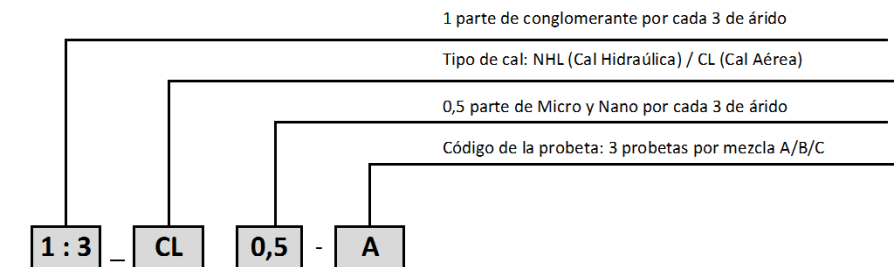 1 parte de conglomerante por cada 3 de árido
Tipo de cal: NHL (Cal Hidraúlica) / CL (Cal Aérea)
0,5 parte de Micro y Nano por cada 3 de árido
Código de la probeta: 3 probetas por mezcla A/B/C
1 : 3 _ CL 0,5 - A